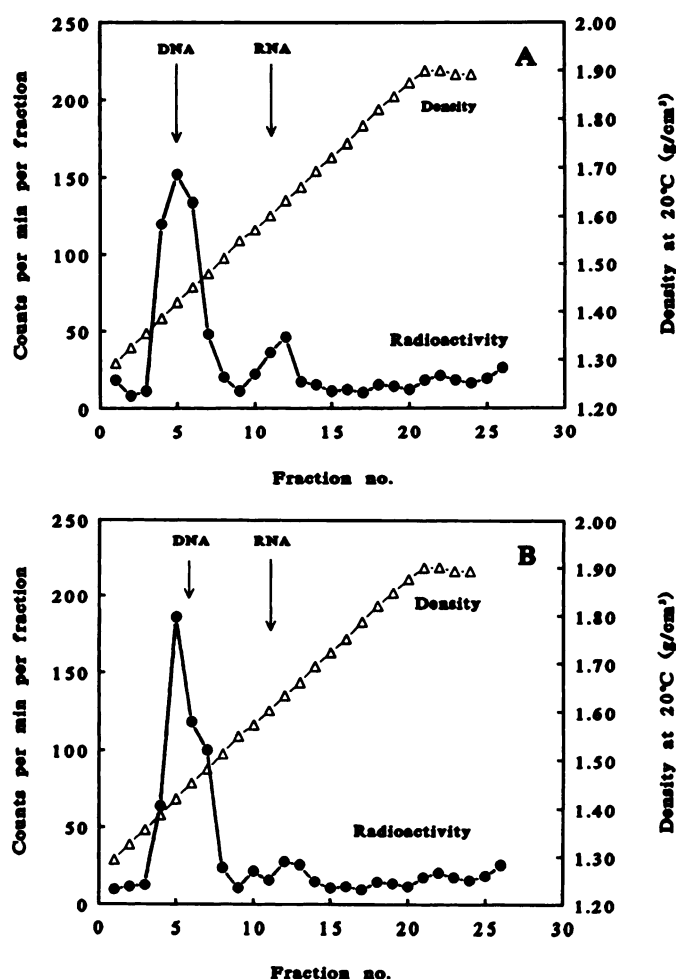 250
200
150
100
50
0
DNA
RNA
A
Density
Radioactivity
2.00
1.90
1.80
1.70
1.60
1.50
1.40
1.30
1.20
0 5 10 15 20 25 30
Counts per min per fraction
Density at 20℃ (g/cm³)
Fraction no.
250
200
150
100
50
0
DNA
RNA
B
Density
Radioactivity
2.00
1.90
1.80
1.70
1.60
1.50
1.40
1.30
1.20
0 5 10 15 20 25 30
Counts per min per fraction
Density at 20℃ (g/cm³)
Fraction no.